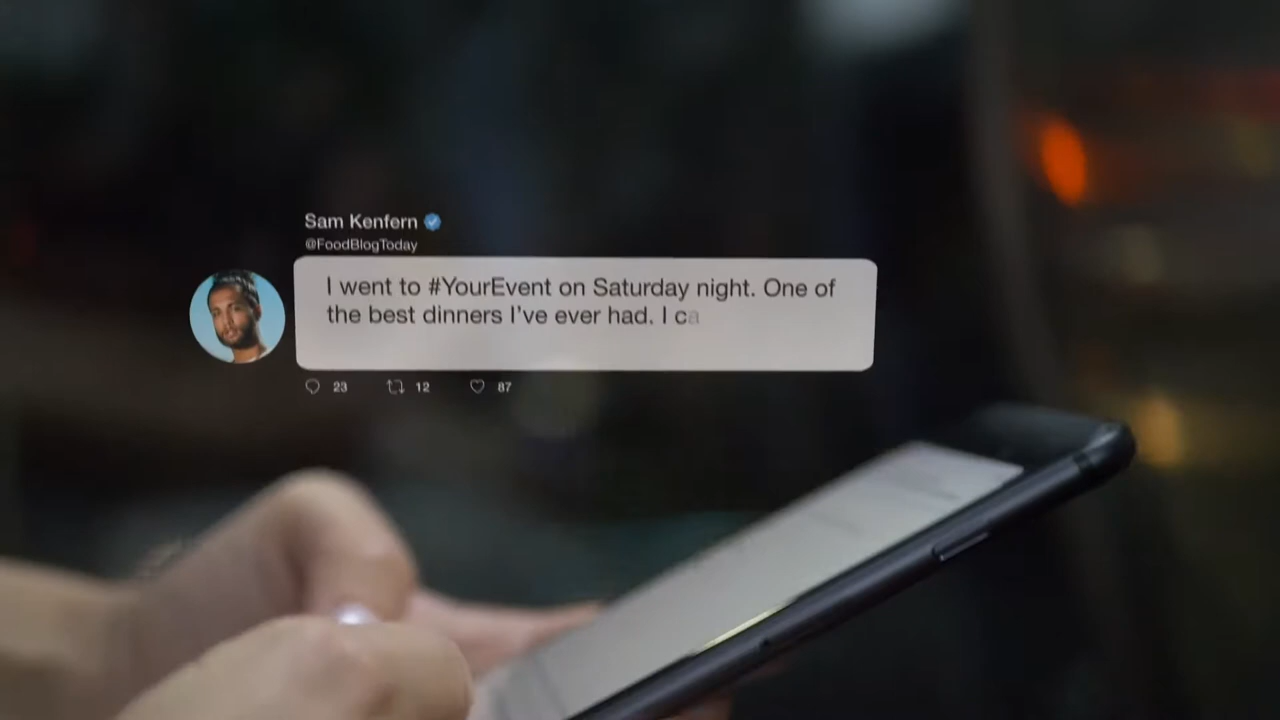 Sam Kenfern
@FoodBlogToday
I went to #YourEvent on Saturday night. One of
the best dinners I've ever had. I ca
23 12 87